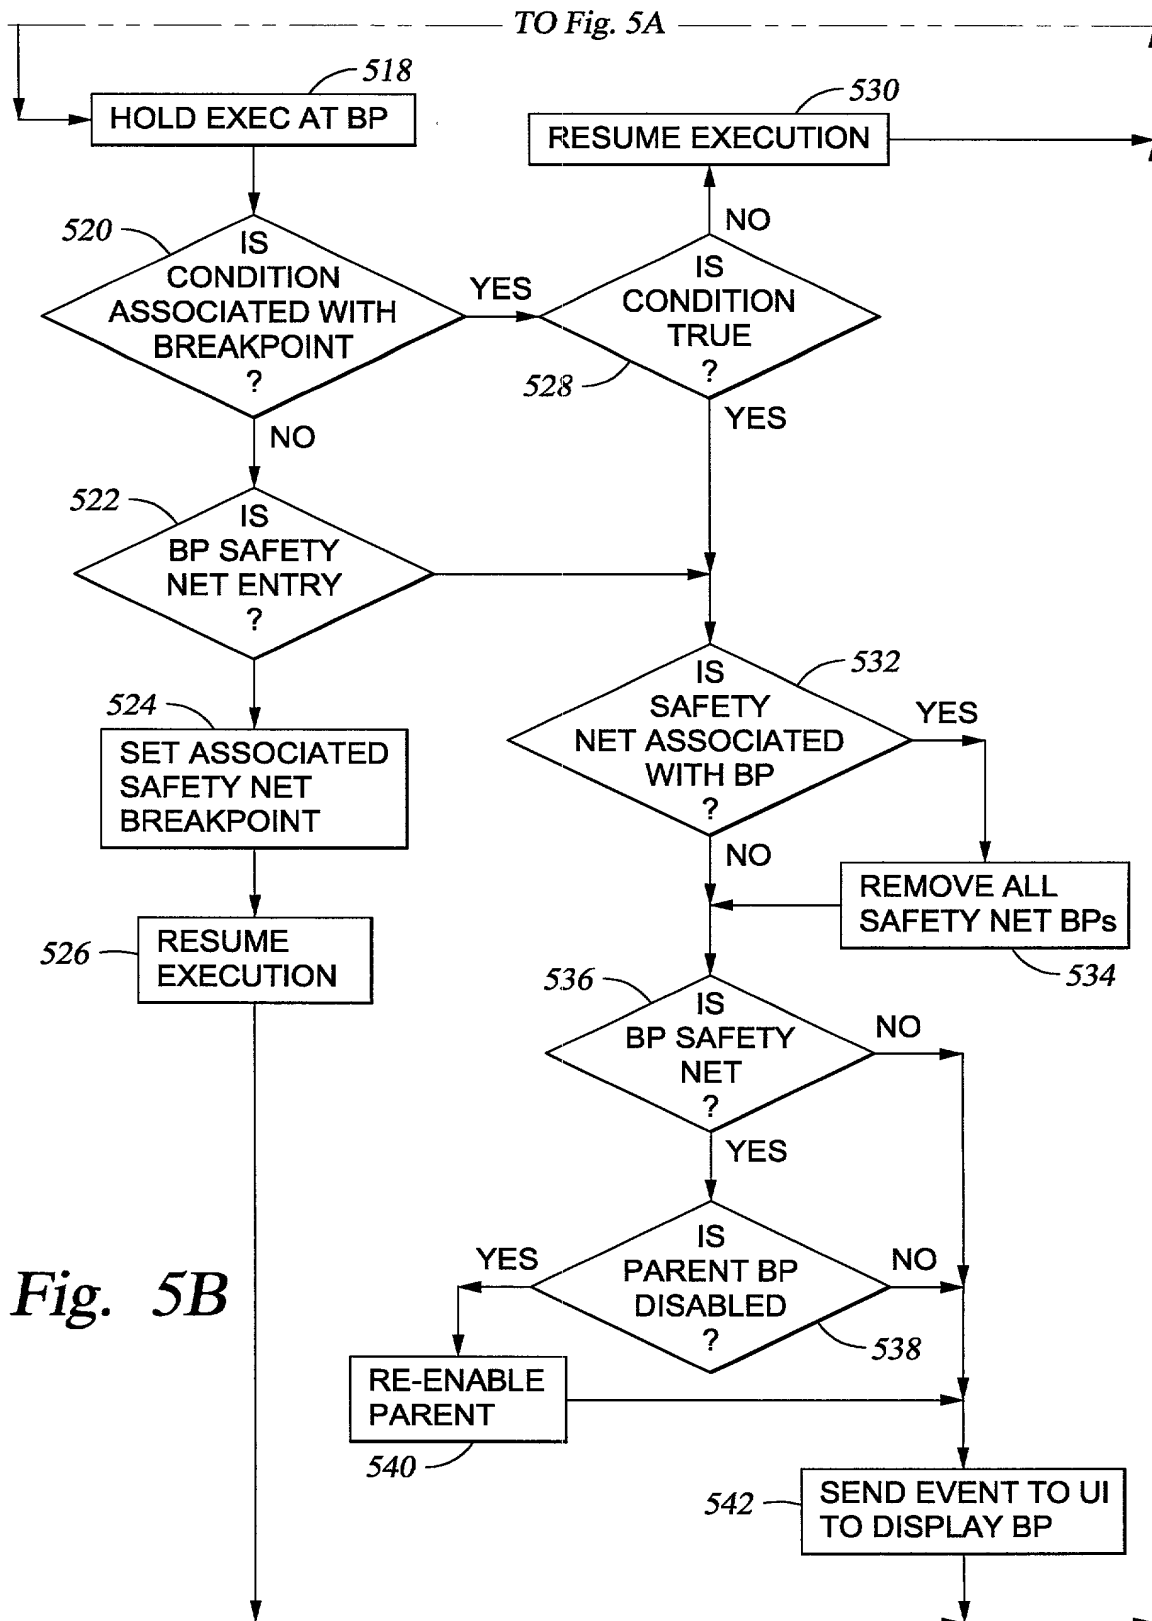 TO Fig. 5A
518
HOLD EXEC AT BP
530
RESUME EXECUTION
NO
520
IS
CONDITION
ASSOCIATED WITH
BREAKPOINT
?
YES
IS
CONDITION
TRUE
?
528
YES
NO
522
IS
BP SAFETY
NET ENTRY
?
532
IS
SAFETY
NET ASSOCIATED
WITH BP
?
YES
524
SET ASSOCIATED
SAFETY NET
BREAKPOINT
NO
REMOVE ALL
SAFETY NET BPs
534
526
RESUME
EXECUTION
536
IS
BP SAFETY
NET
?
NO
YES
IS
PARENT BP
DISABLED
?
YES
NO
538
Fig. 5B
RE-ENABLE
PARENT
540
542
SEND EVENT TO UI
TO DISPLAY BP